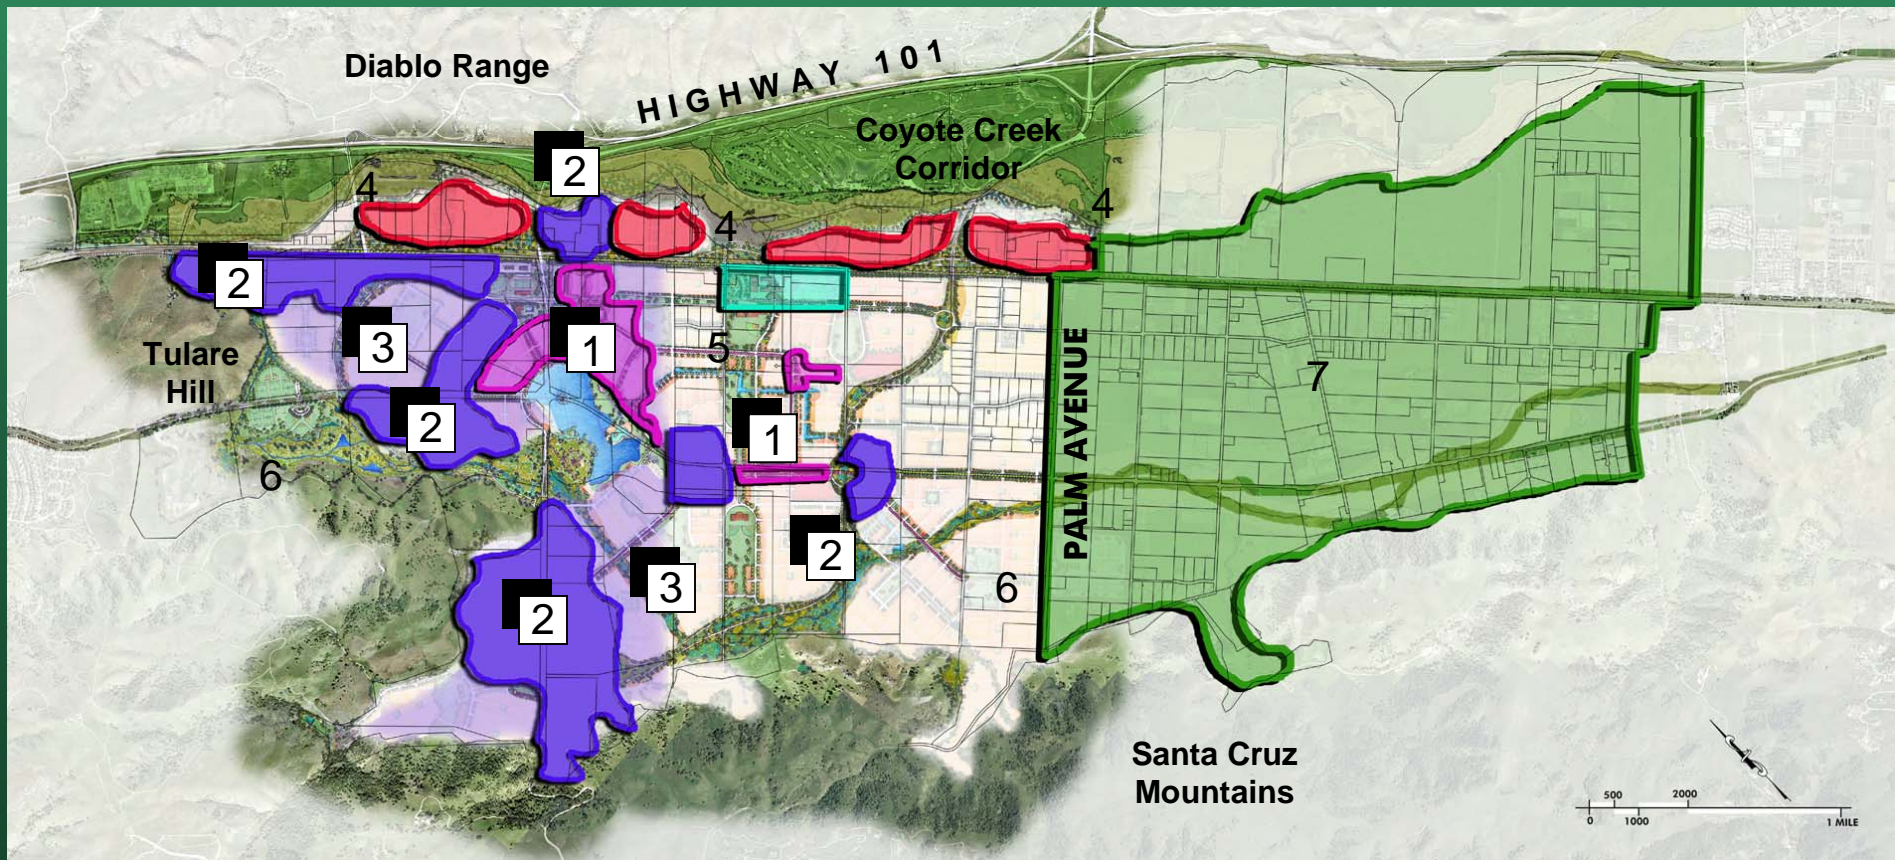 Diablo Range
HIGHWAY 101
Coyote Creek
Corridor
2
4
4
4
2
3
1
5
Tulare
Hill
7
PALM AVENUE
2
1
6
2
3
6
2
Santa Cruz
Mountains
500
2000
0
1000
1 MILE